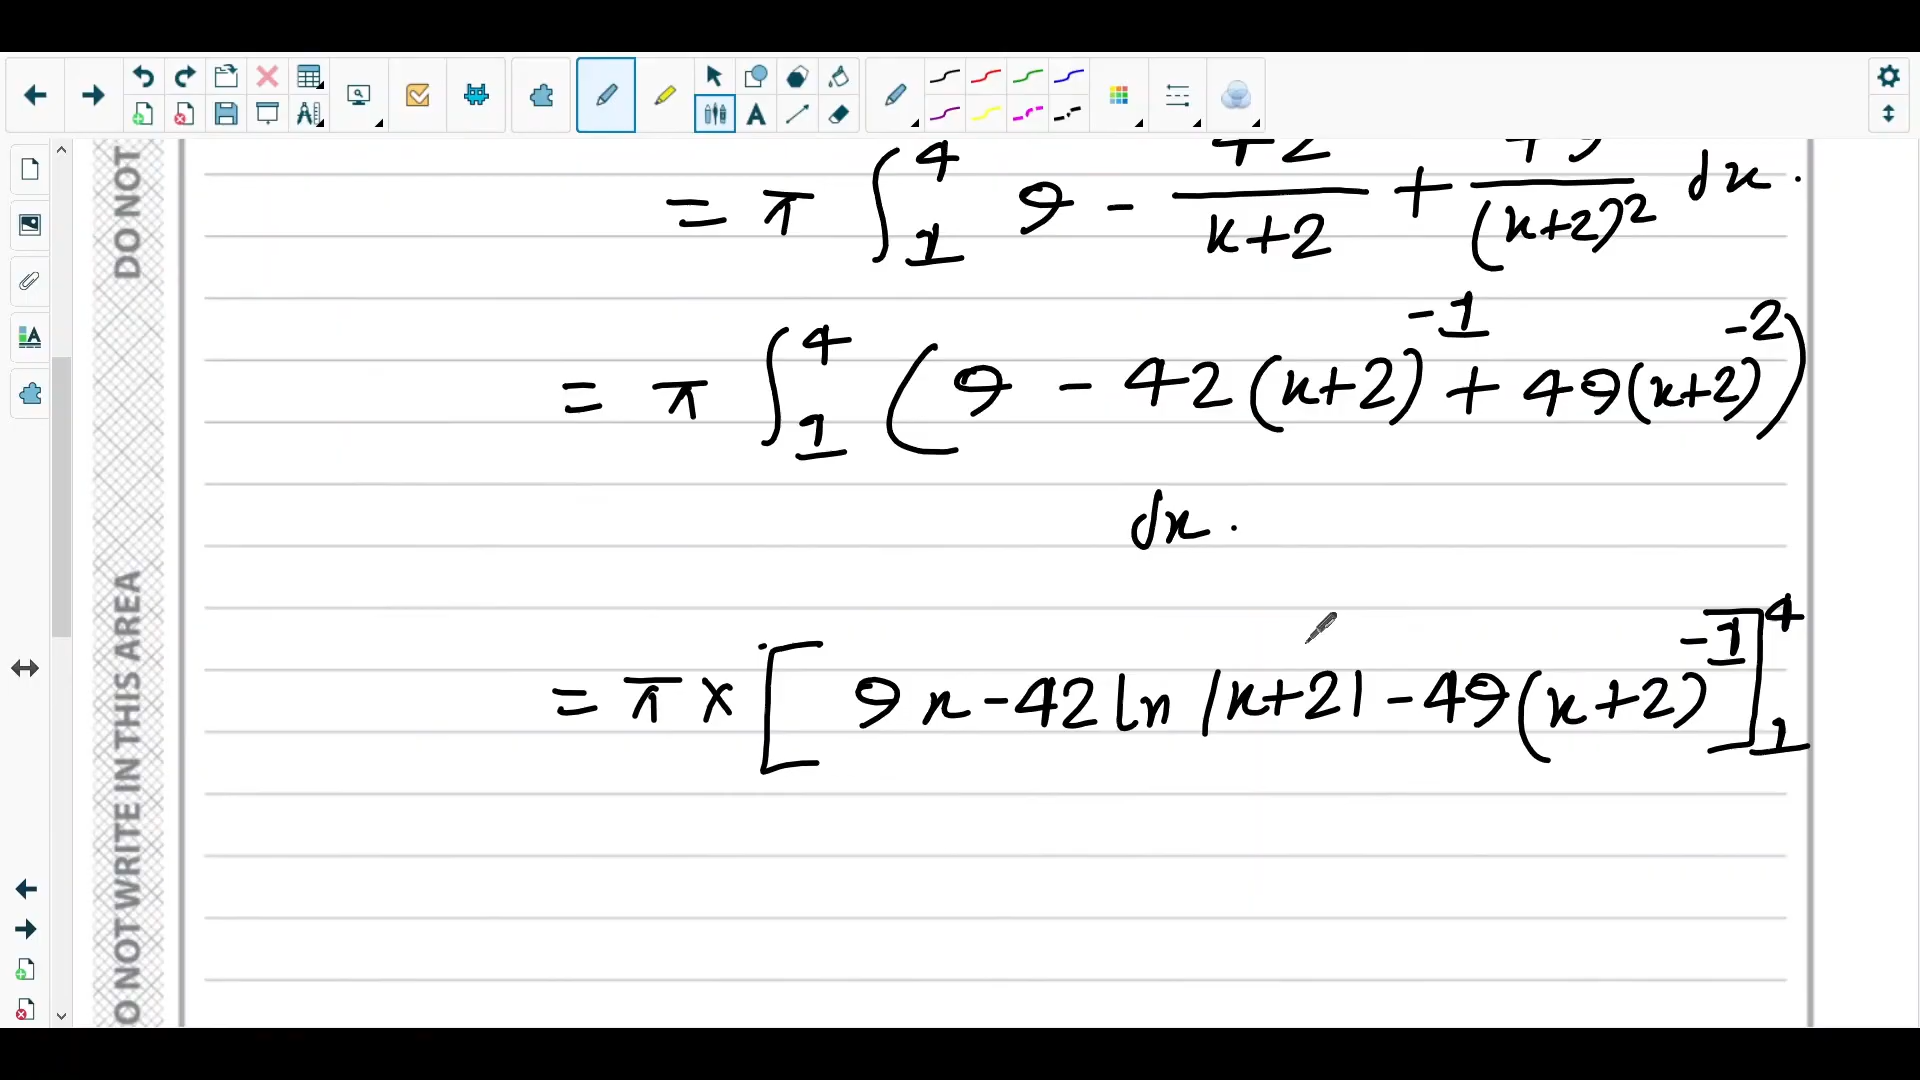 = π ∫₁⁴ 9 - 42/(x+2) + 49/(x+2)² dx.
= π ∫₁⁴ (9 - 42(x+2)⁻¹ + 49(x+2)⁻²)
dx.
= π × [9x - 42 ln |x+2| - 49(x+2)⁻¹]₁⁴
DO NOT
DO NOT WRITE IN THIS AREA